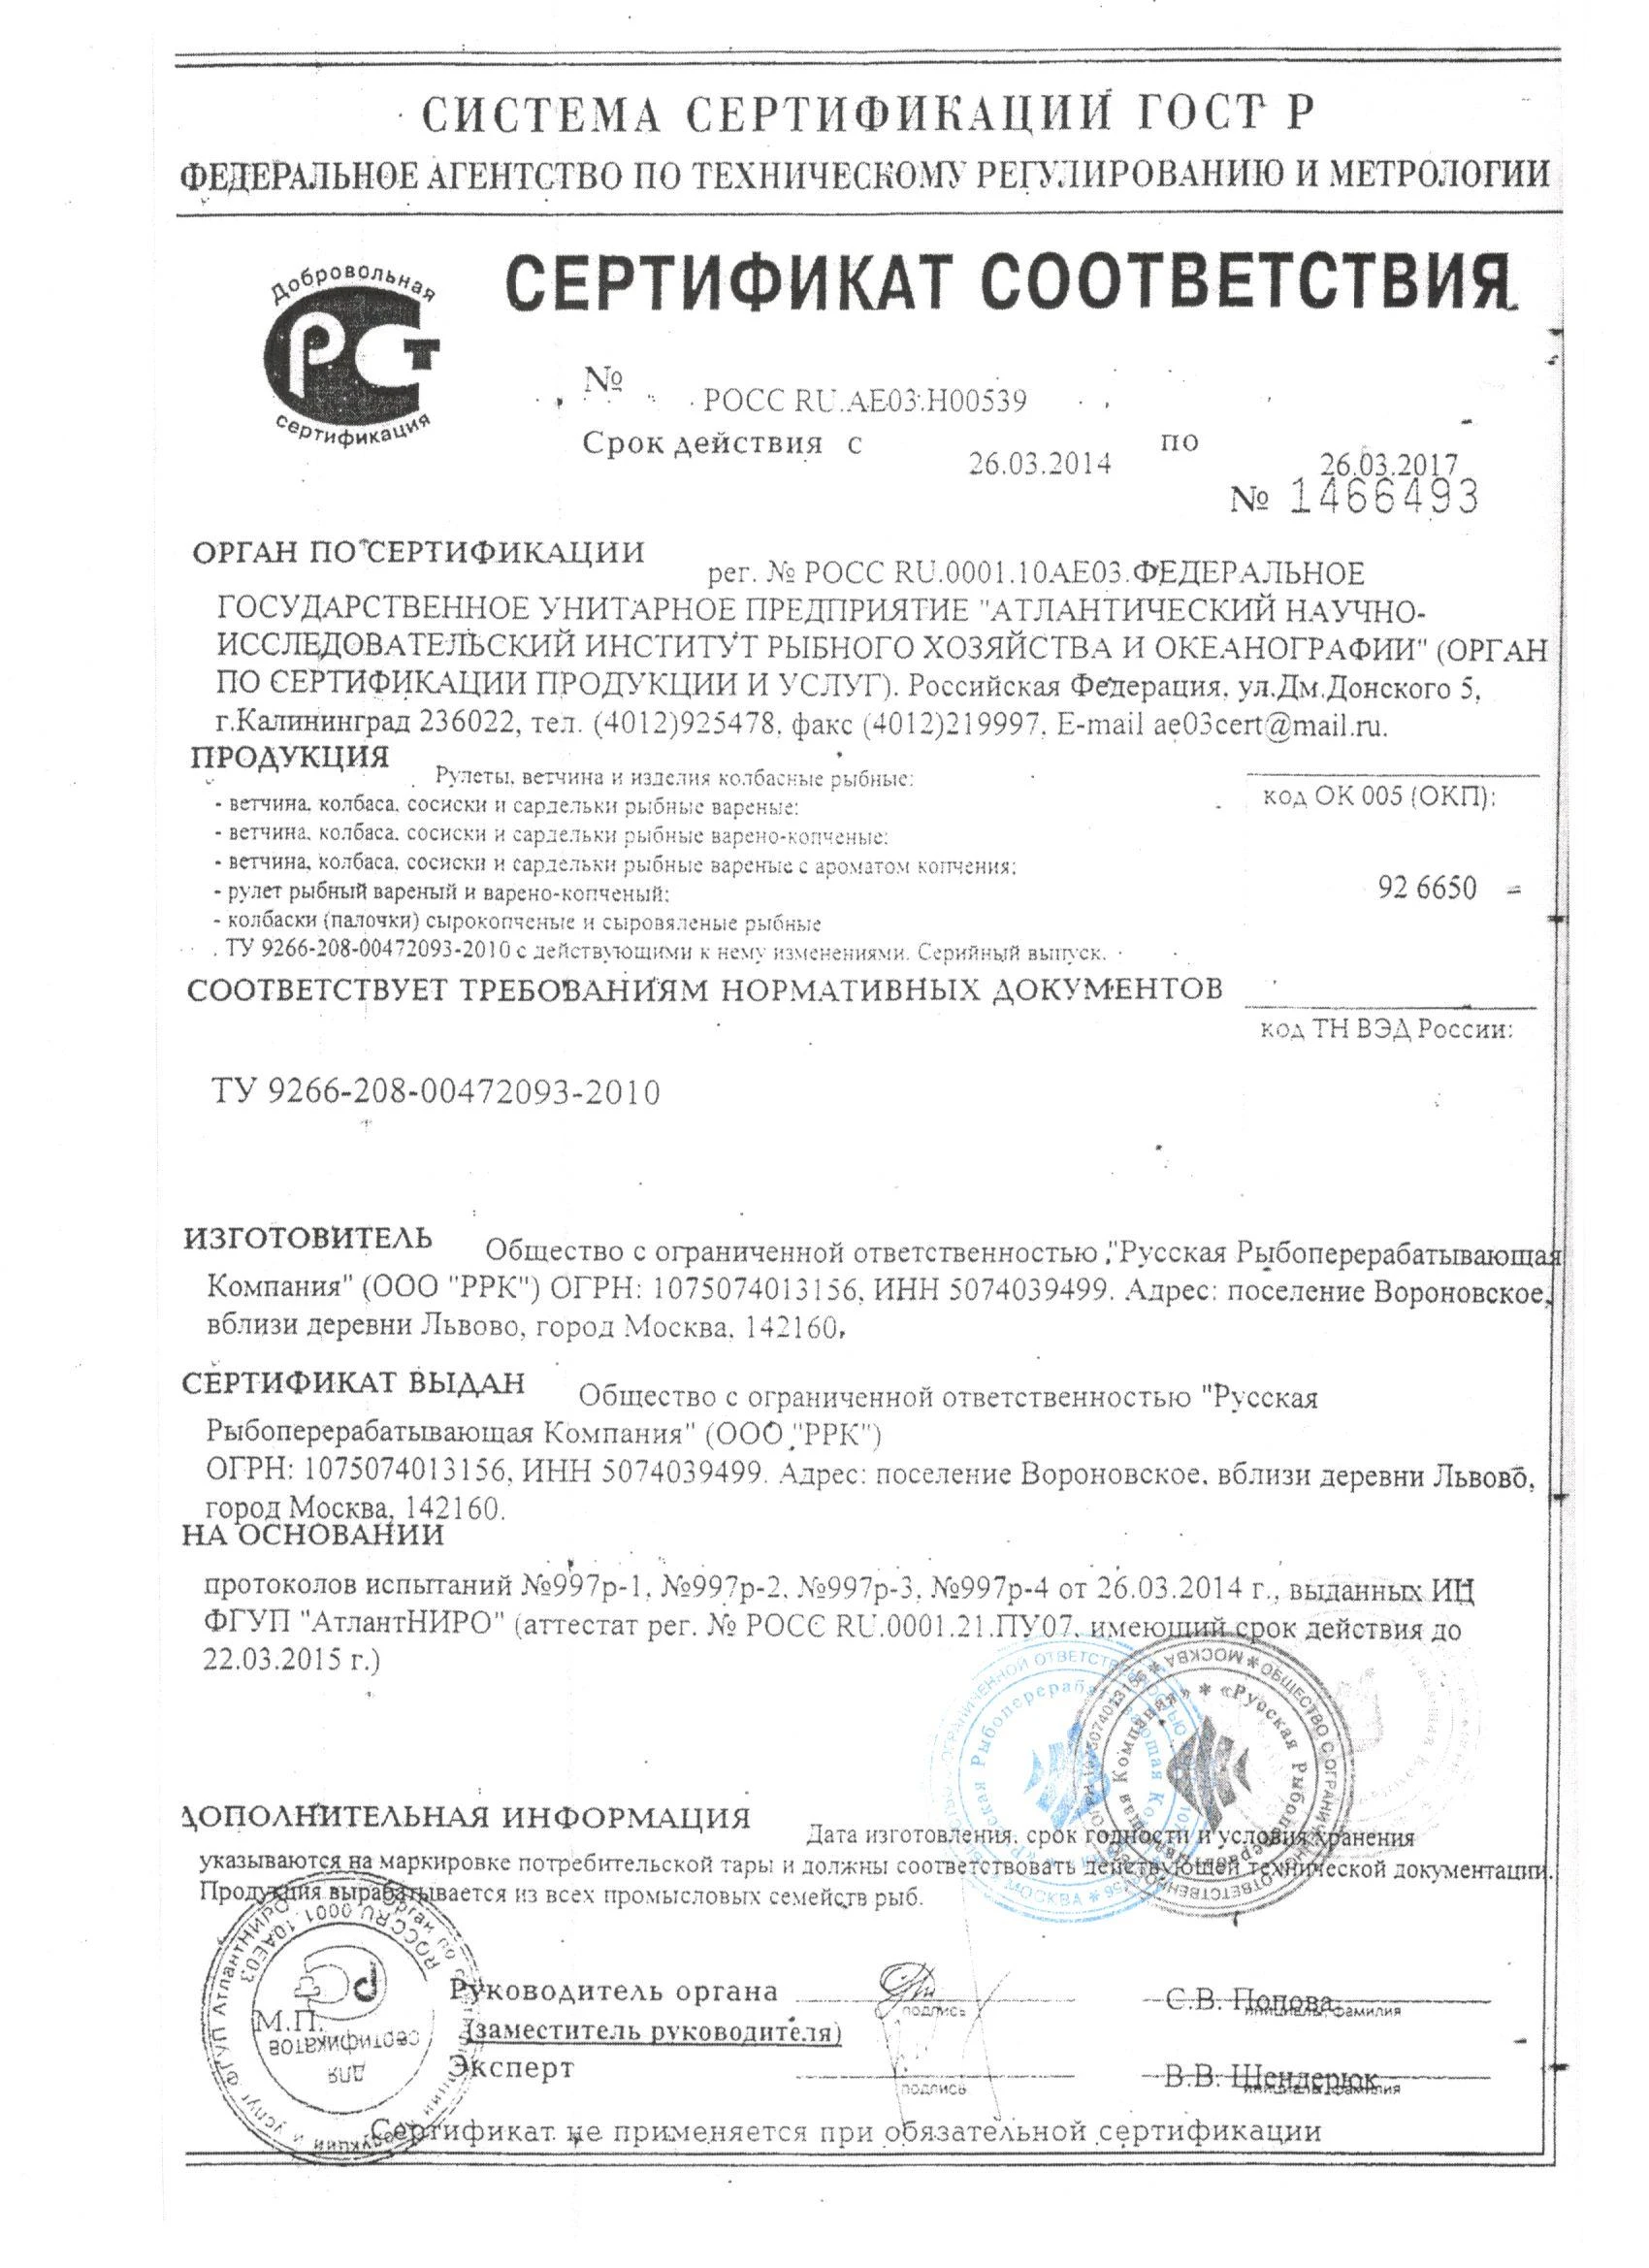 СИСТЕМА СЕРТИФИКАЦИИ ГОСТ Р
ФЕДЕРАЛЬНОЕ АГЕНТСТВО ПО ТЕХНИЧЕСКОМУ РЕГУЛИРОВАНИЮ И МЕТРОЛОГИИ
Добровольная
РСТ
сертификация
СЕРТИФИКАТ СООТВЕТСТВИЯ
№ РОСС RU.АЕ03.Н00539
Срок действия с 26.03.2014 по 26.03.2017
№ 1466493
ОРГАН ПО СЕРТИФИКАЦИИ рег. № РОСС RU.0001.10АЕ03.ФЕДЕРАЛЬНОЕ
ГОСУДАРСТВЕННОЕ УНИТАРНОЕ ПРЕДПРИЯТИЕ "АТЛАНТИЧЕСКИЙ НАУЧНО-
ИССЛЕДОВАТЕЛЬСКИЙ ИНСТИТУТ РЫБНОГО ХОЗЯЙСТВА И ОКЕАНОГРАФИИ" (ОРГАН
ПО СЕРТИФИКАЦИИ ПРОДУКЦИИ И УСЛУГ). Российская Федерация, ул.Дм.Донского 5,
г.Калининград 236022, тел. (4012)925478, факс (4012)219997, E-mail ae03cert@mail.ru.
ПРОДУКЦИЯ Рулеты, ветчина и изделия колбасные рыбные:
- ветчина, колбаса, сосиски и сардельки рыбные вареные;
- ветчина, колбаса, сосиски и сардельки рыбные варено-копченые;
- ветчина, колбаса, сосиски и сардельки рыбные вареные с ароматом копчения;
- рулет рыбный вареный и варено-копченый;
- колбаски (палочки) сырокопченые и сыровяленые рыбные
. ТУ 9266-208-00472093-2010 с действующими к нему изменениями. Серийный выпуск.
код ОК 005 (ОКП):
92 6650
СООТВЕТСТВУЕТ ТРЕБОВАНИЯМ НОРМАТИВНЫХ ДОКУМЕНТОВ
код ТН ВЭД России:
ТУ 9266-208-00472093-2010
ИЗГОТОВИТЕЛЬ Общество с ограниченной ответственностью "Русская Рыбоперерабатывающая
Компания" (ООО "РРК") ОГРН: 1075074013156, ИНН 5074039499. Адрес: поселение Вороновское,
вблизи деревни Львово, город Москва, 142160,
СЕРТИФИКАТ ВЫДАН Общество с ограниченной ответственностью "Русская
Рыбоперерабатывающая Компания" (ООО "РРК")
ОГРН: 1075074013156, ИНН 5074039499. Адрес: поселение Вороновское, вблизи деревни Львово,
город Москва, 142160.
НА ОСНОВАНИИ
протоколов испытаний №997р-1, №997р-2, №997р-3, №997р-4 от 26.03.2014 г., выданных ИЦ
ФГУП "АтлантНИРО" (аттестат рег. № РОСС RU.0001.21.ПУ07, имеющий срок действия до
22.03.2015 г.)
ДОПОЛНИТЕЛЬНАЯ ИНФОРМАЦИЯ Дата изготовления, срок годности и условия хранения
указываются на маркировке потребительской тары и должны соответствовать действующей технической документации.
Продукция вырабатывается из всех промысловых семейств рыб.
М.П.
Руководитель органа
подпись
С.В. Попова
инициалы, фамилия
(заместитель руководителя)
Эксперт
подпись
В.В. Шендерюк
инициалы, фамилия
Сертификат не применяется при обязательной сертификации